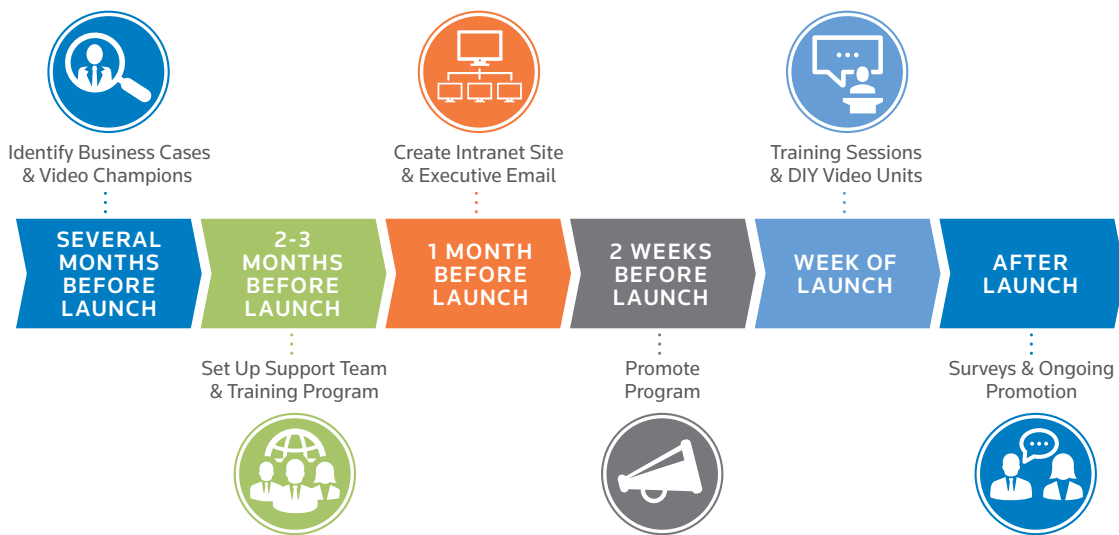 Identify Business Cases
& Video Champions
Create Intranet Site
& Executive Email
Training Sessions
& DIY Video Units
SEVERAL
MONTHS
BEFORE
LAUNCH
2-3
MONTHS
BEFORE
LAUNCH
1 MONTH
BEFORE
LAUNCH
2 WEEKS
BEFORE
LAUNCH
WEEK OF
LAUNCH
AFTER
LAUNCH
Set Up Support Team
& Training Program
Promote
Program
Surveys & Ongoing
Promotion